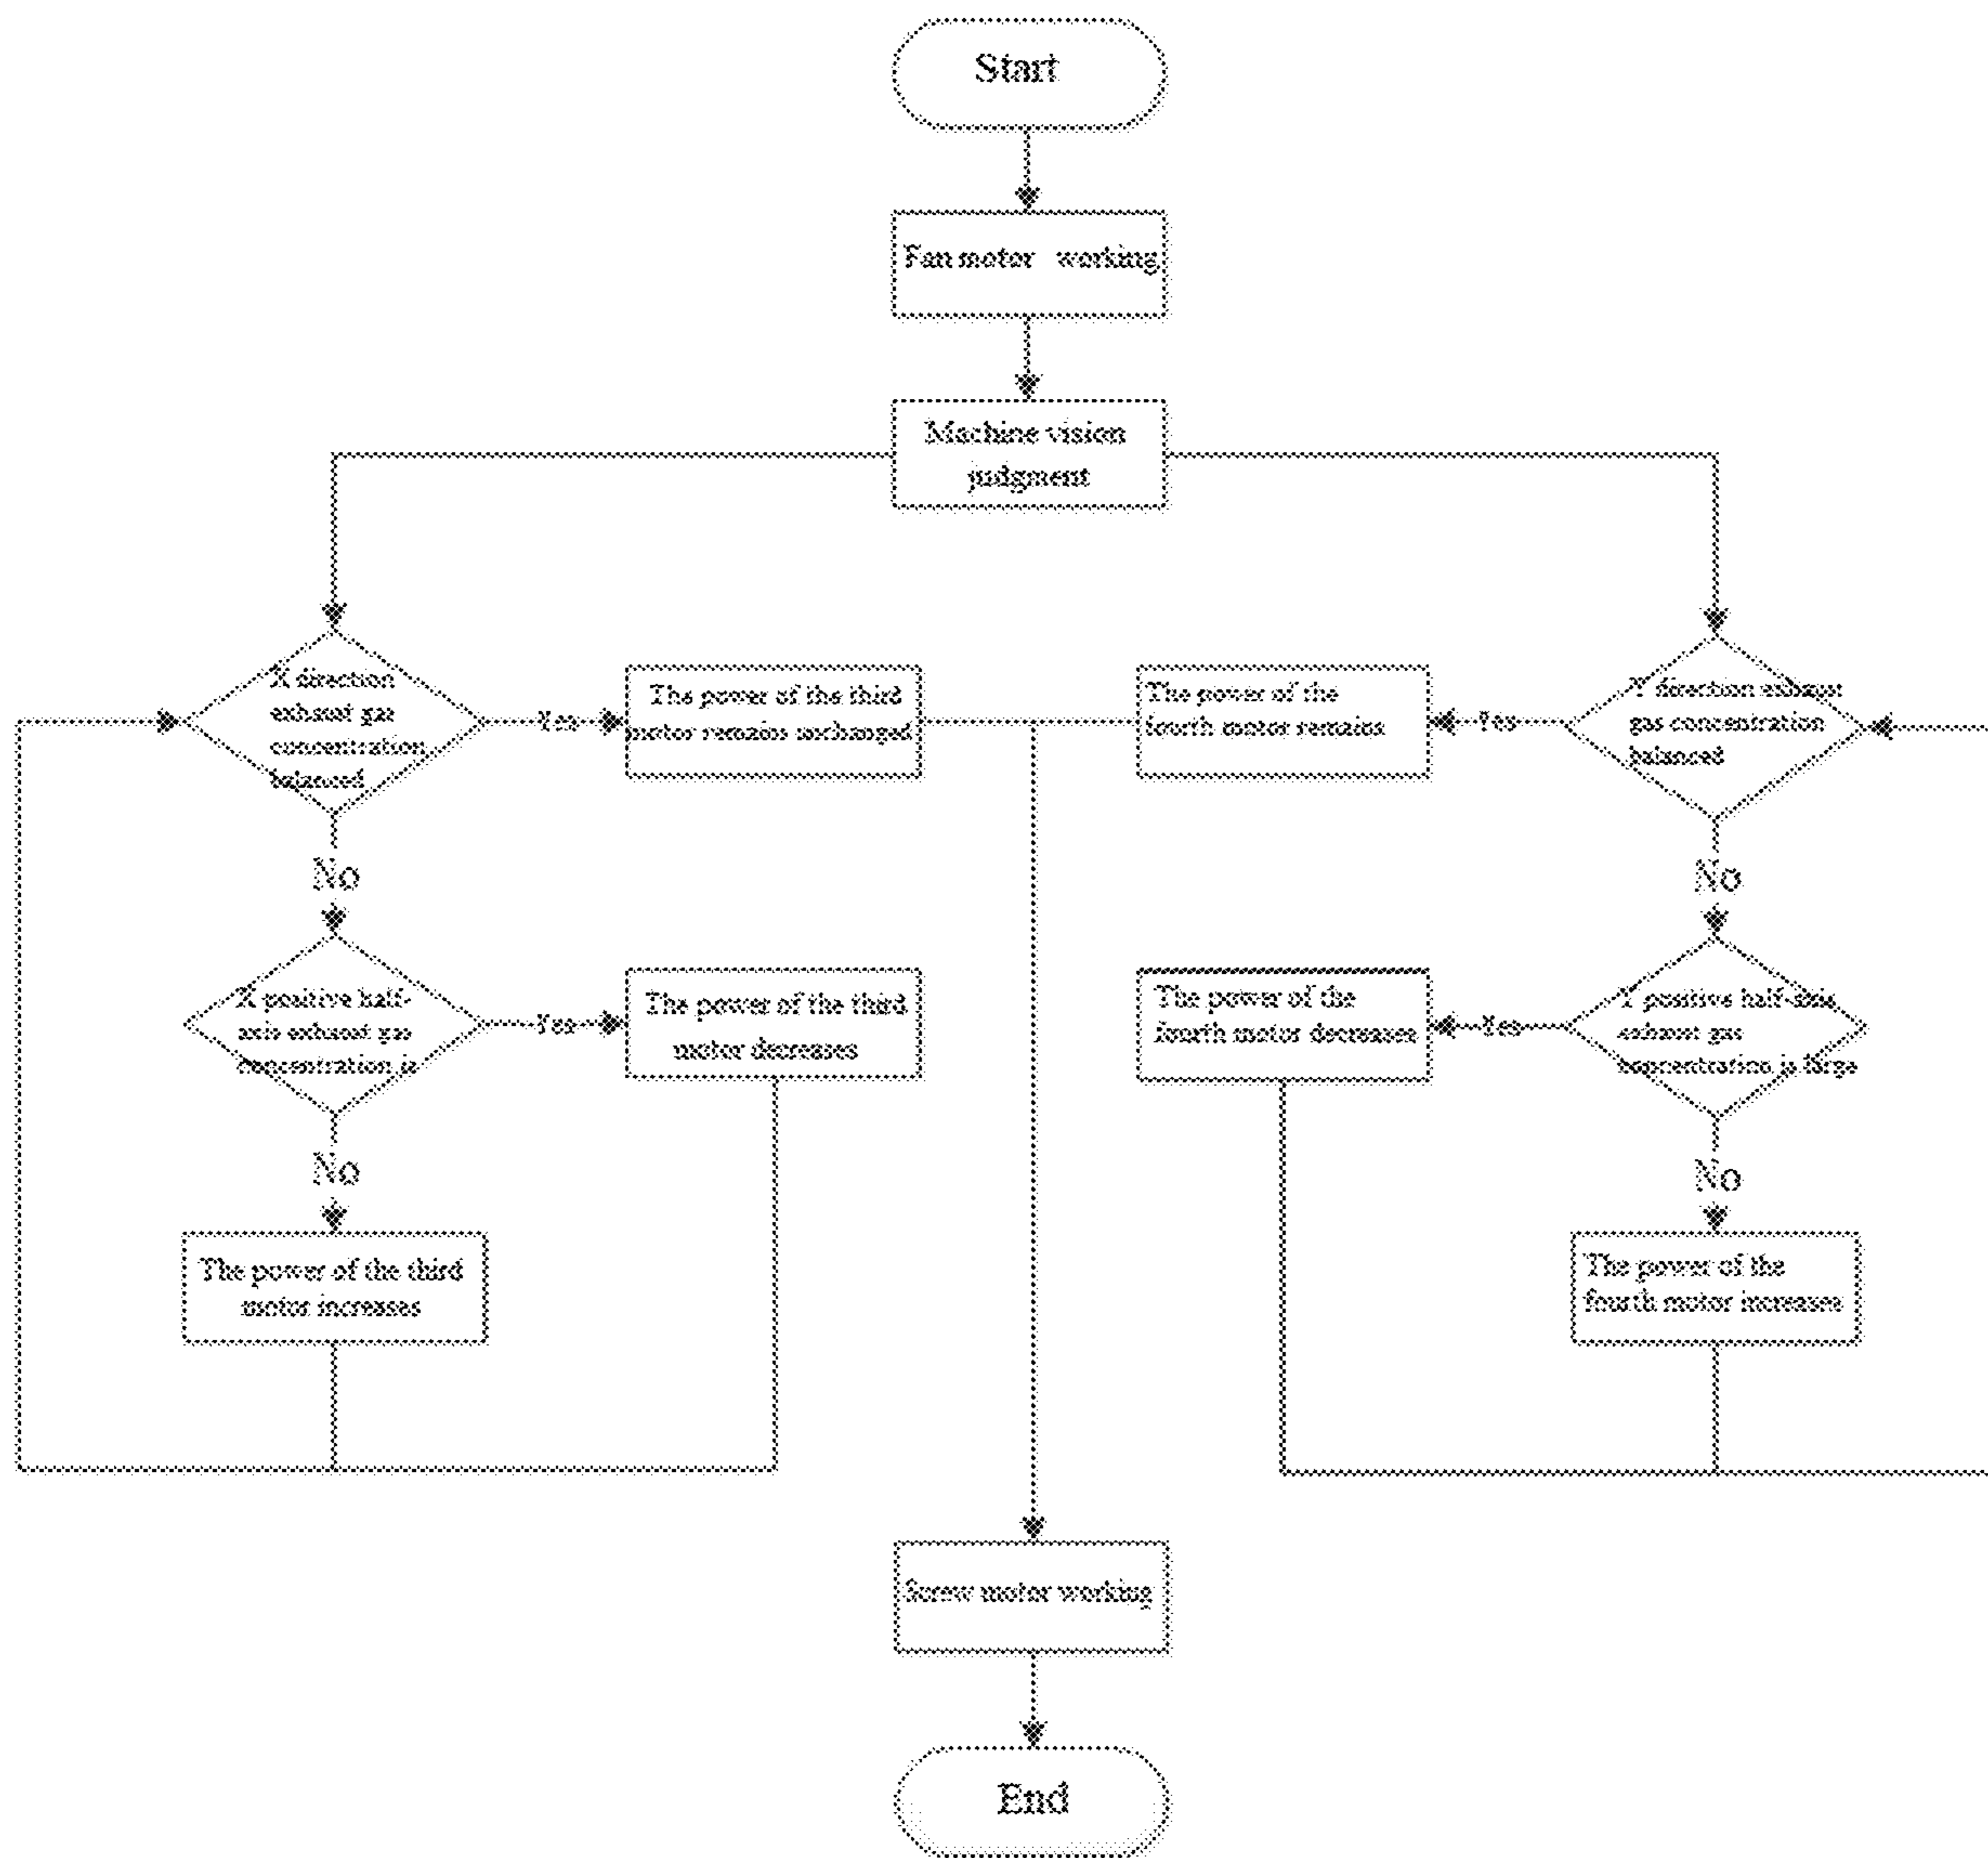 Start
Fan motor working
Machine vision
judgment
X direction
exhaust gas
concentration
balanced
Yes
The power of the third
motor remains unchanged
The power of the
fourth motor remains
Yes
Y direction exhaust
gas concentration
balanced
No
No
X positive half-
axis exhaust gas
concentration is
Yes
The power of the third
motor decreases
The power of the
fourth motor decreases
Yes
Y positive half-axis
exhaust gas
concentration is large
No
No
The power of the third
motor increases
The power of the
fourth motor increases
Screw motor working
End